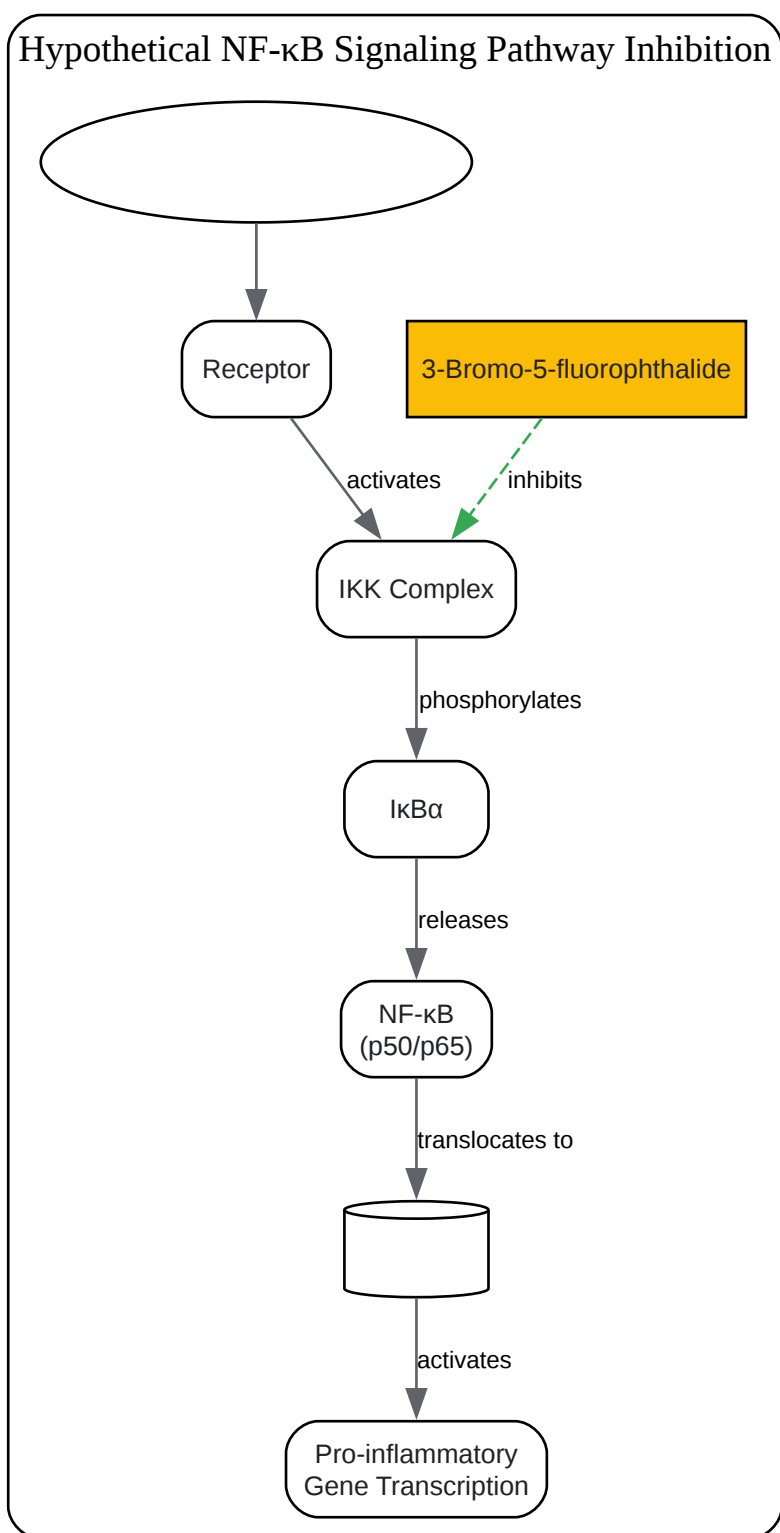 Hypothetical NF-κB Signaling Pathway Inhibition
Receptor
3-Bromo-5-fluorophthalide
activates
inhibits
IKK Complex
phosphorylates
IκBα
releases
NF-κB
(p50/p65)
translocates to
activates
Pro-inflammatory
Gene Transcription